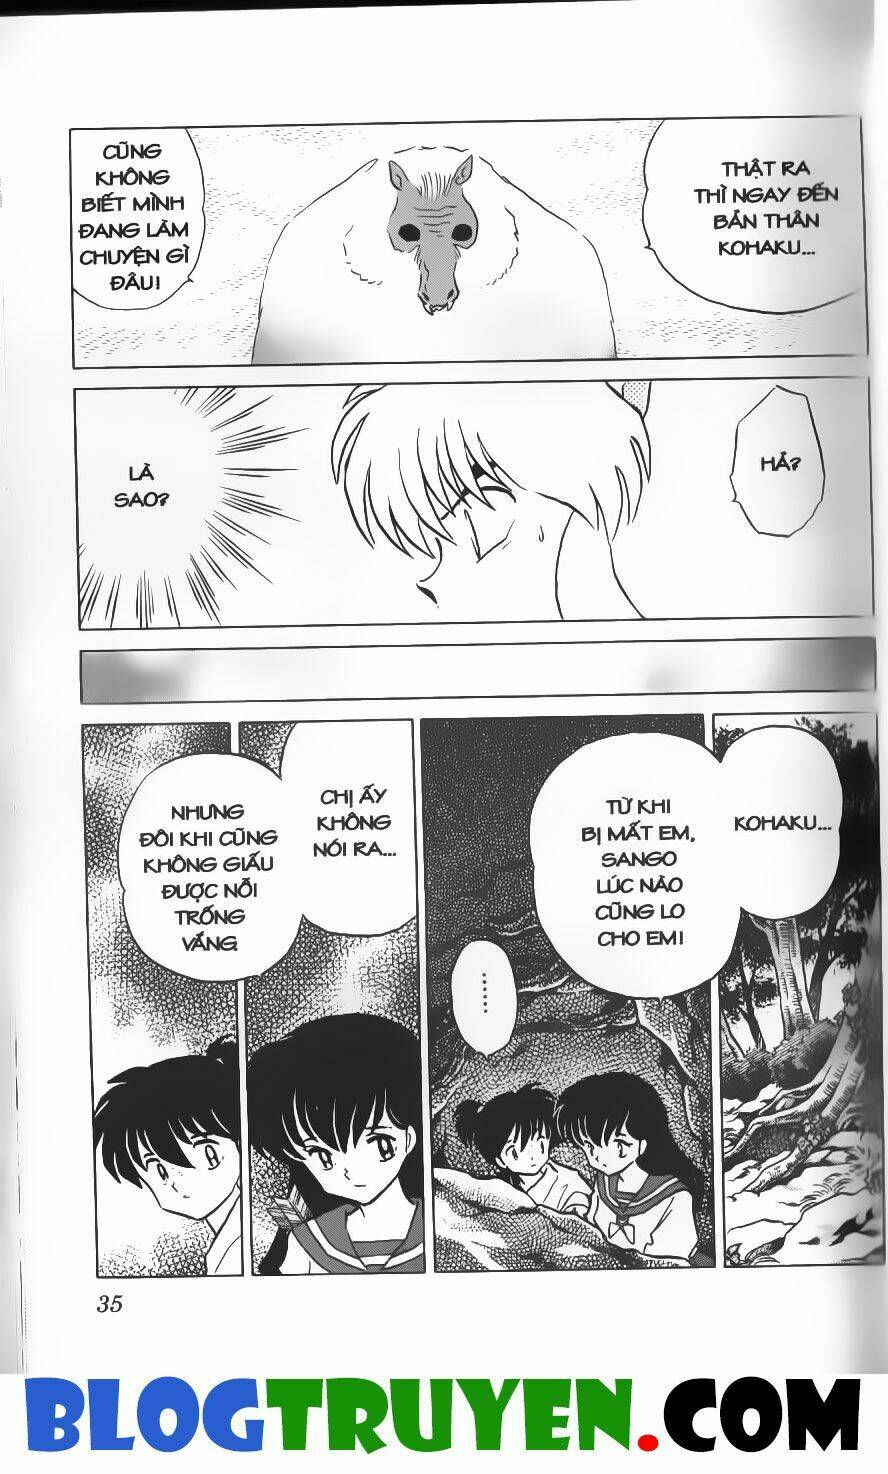 THẬT RA
THÌ NGAY ĐẾN
BẢN THÂN
KOHAKU...
CŨNG
KHÔNG
BIẾT MÌNH
ĐANG LÀM
CHUYỆN GÌ
ĐÂU!
HẢ?
LÀ
SAO?
KOHAKU...
TỪ KHI
BỊ MẤT EM,
SANGO
LÚC NÀO
CŨNG LO
CHO EM!
......
CHỊ ẤY
KHÔNG
NÓI RA...
NHƯNG
ĐÔI KHI CŨNG
KHÔNG GIẤU
ĐƯỢC NỖI
TRỐNG
VẮNG.
35
BLOGTRUYEN.COM